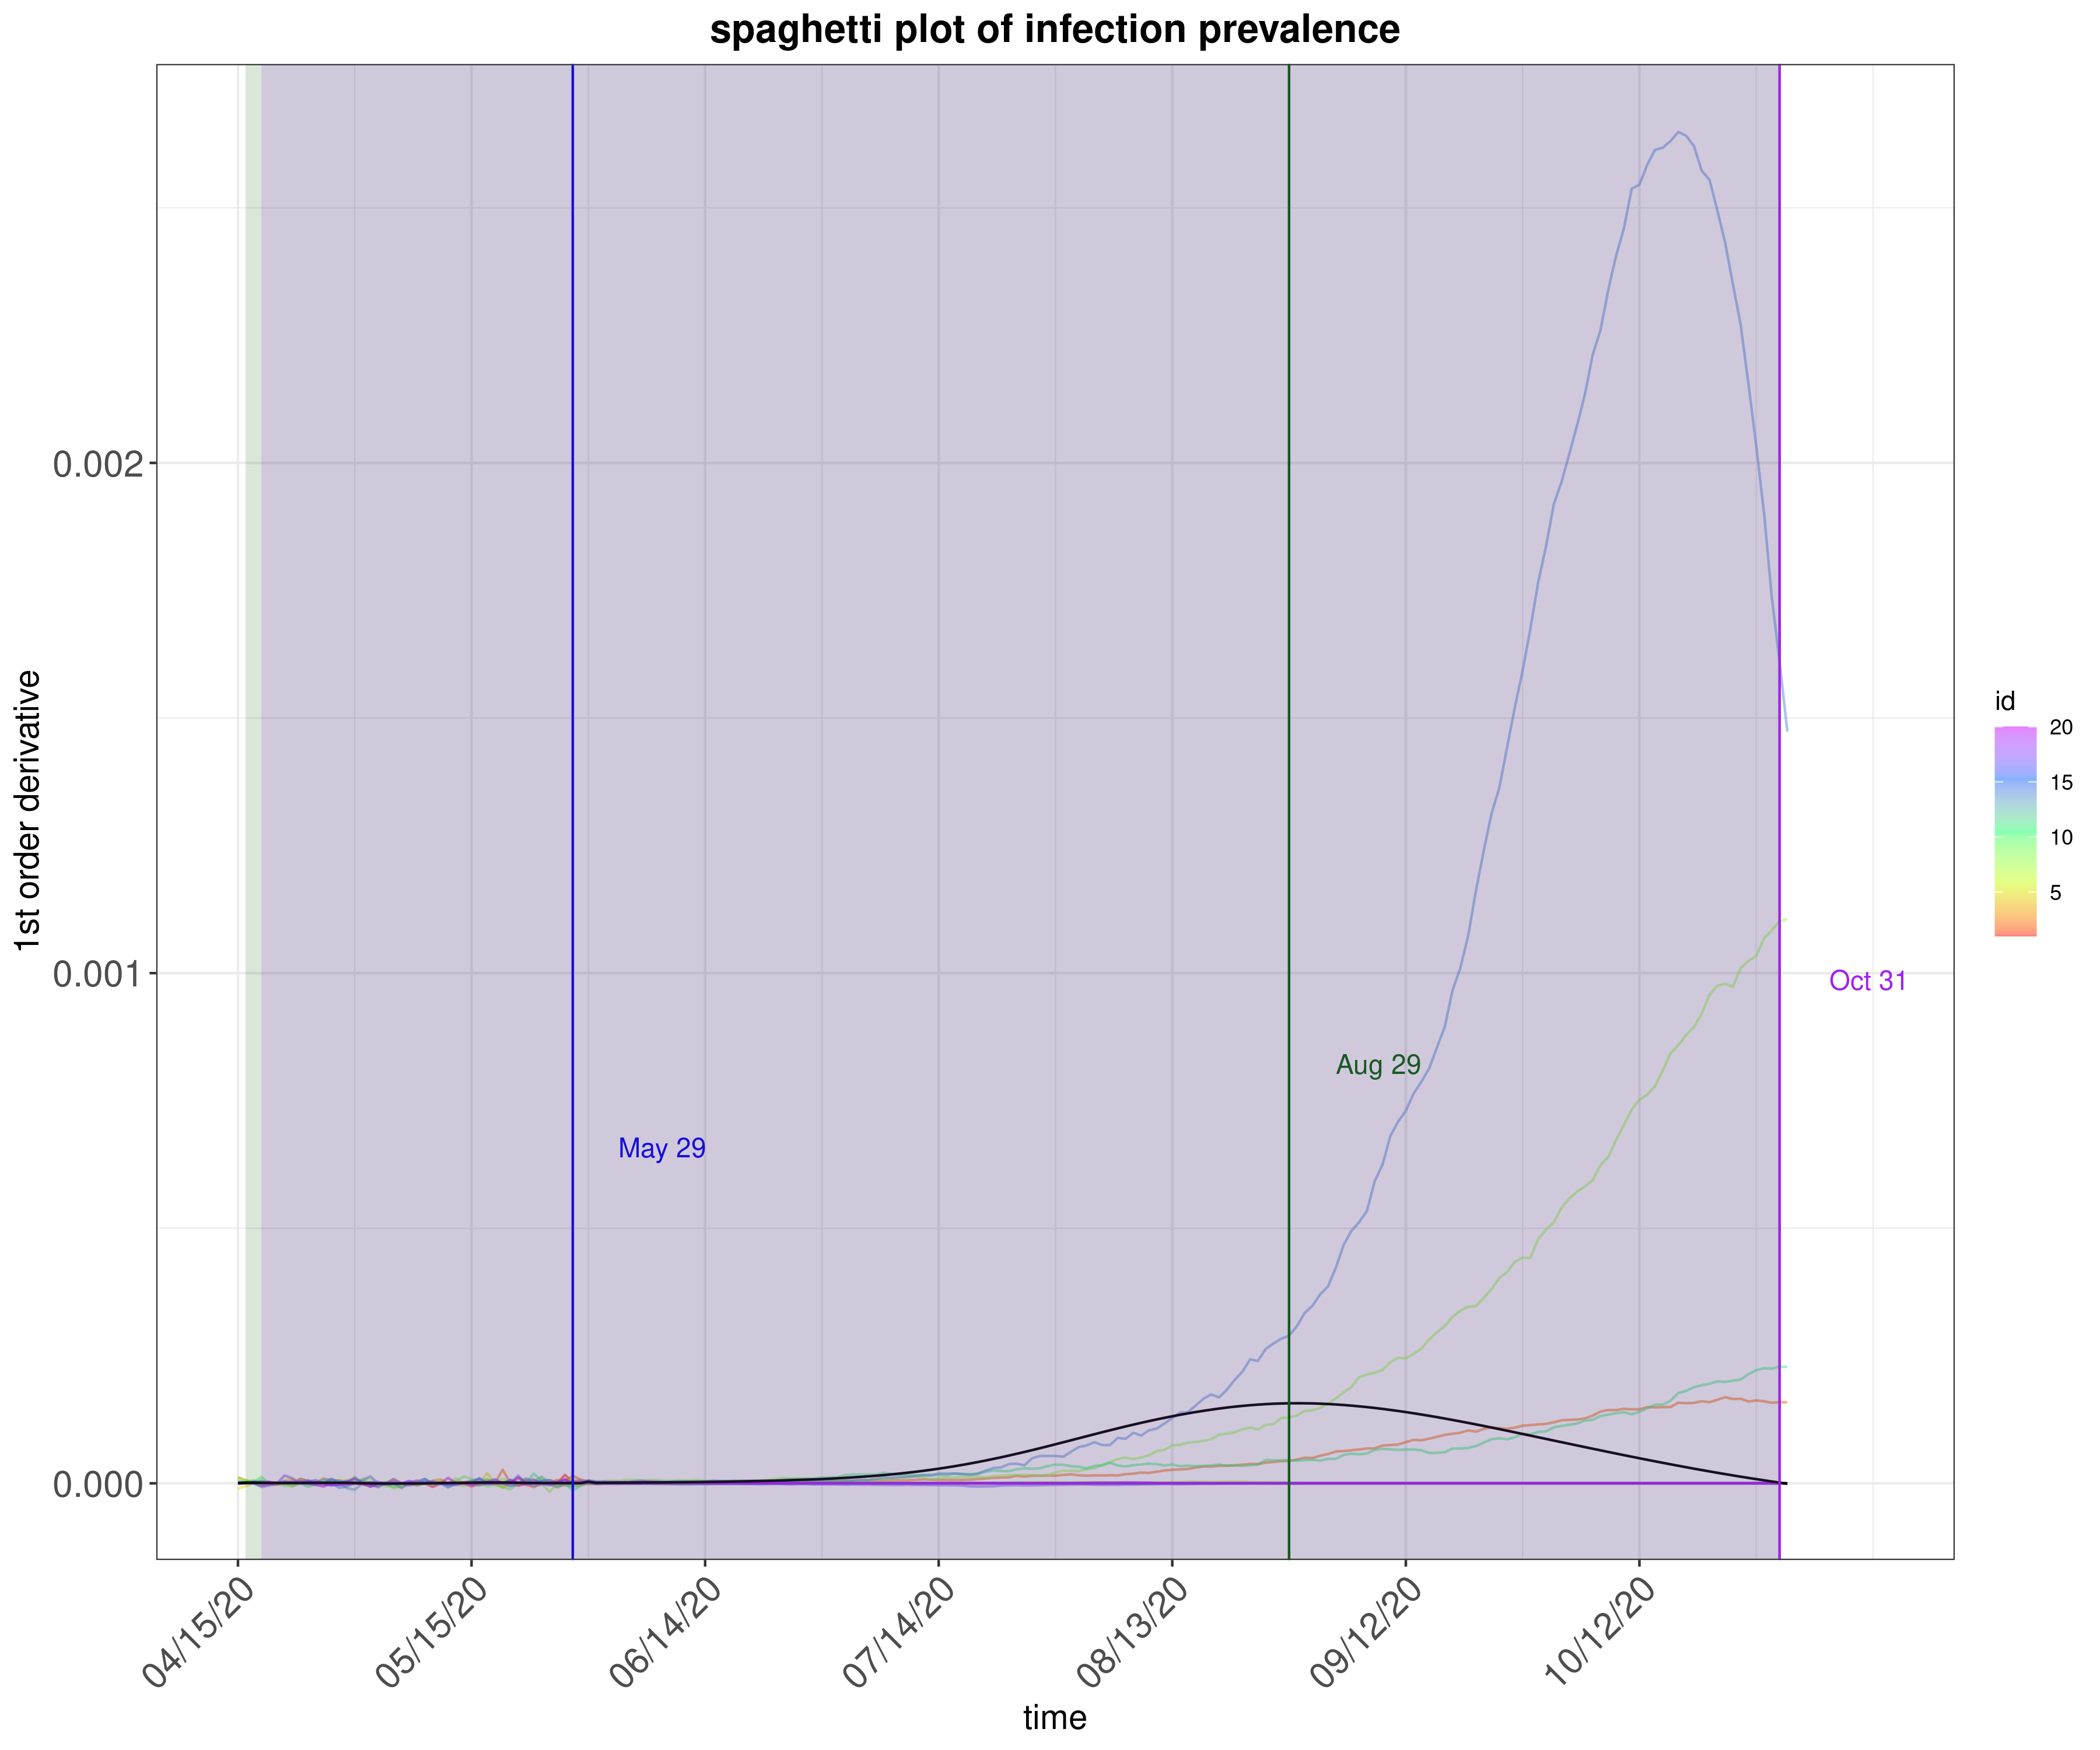 spaghetti plot of infection prevalence
1st order derivative
0.002
0.001
0.000
May 29
Aug 29
Oct 31
id
20
15
10
5
04/15/20
05/15/20
06/14/20
07/14/20
08/13/20
09/12/20
10/12/20
time